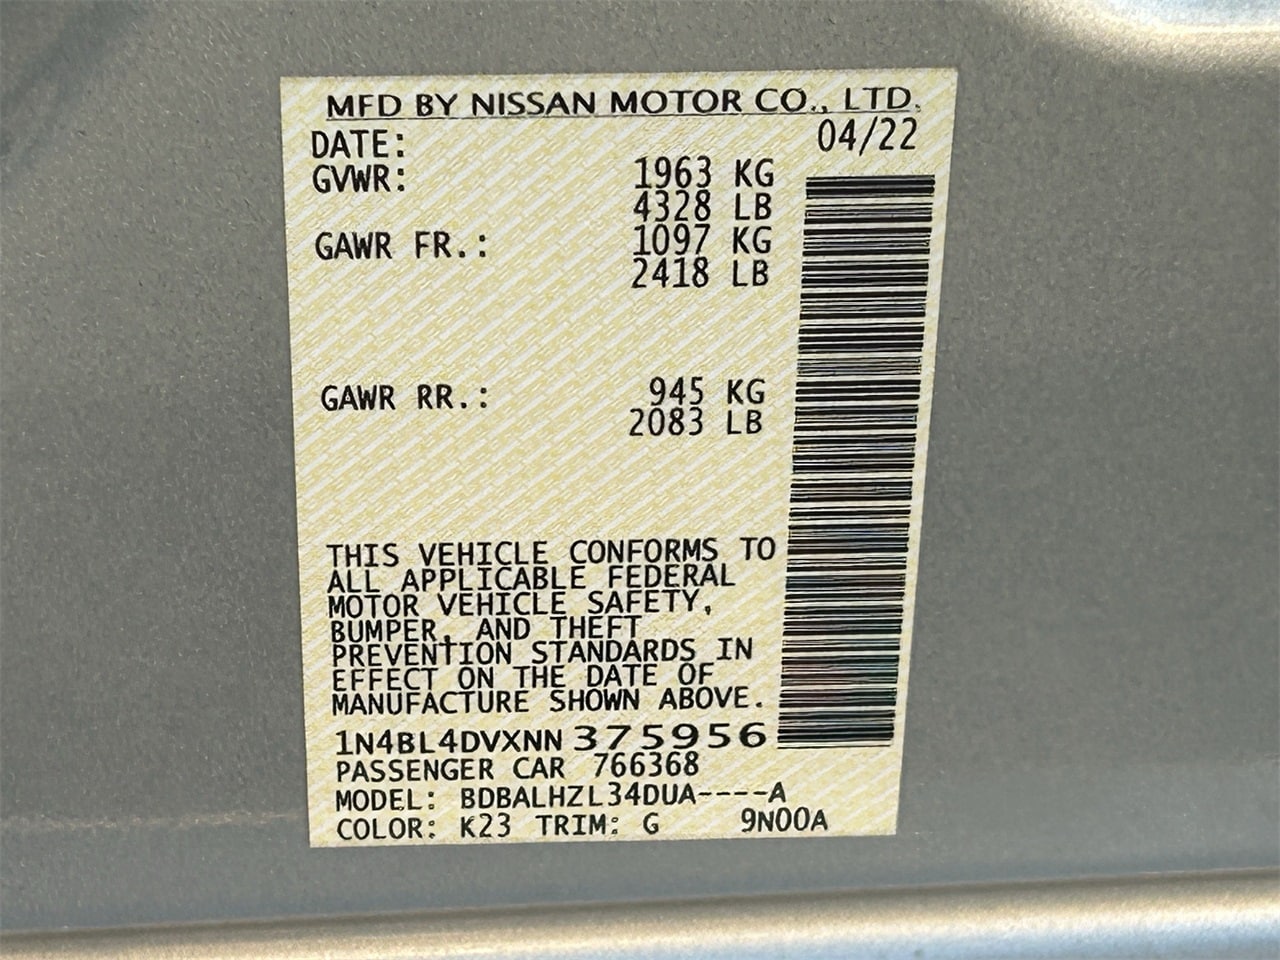 MFD BY NISSAN MOTOR CO., LTD.
DATE: 04/22
GVWR: 1963 KG
4328 LB
GAWR FR.: 1097 KG
2418 LB
GAWR RR.: 945 KG
2083 LB
THIS VEHICLE CONFORMS TO
ALL APPLICABLE FEDERAL
MOTOR VEHICLE SAFETY,
BUMPER, AND THEFT
PREVENTION STANDARDS IN
EFFECT ON THE DATE OF
MANUFACTURE SHOWN ABOVE.
1N4BL4DVXNN375956
PASSENGER CAR 766368
MODEL: BDBALHZL34DUA----A
COLOR: K23 TRIM: G 9N00A